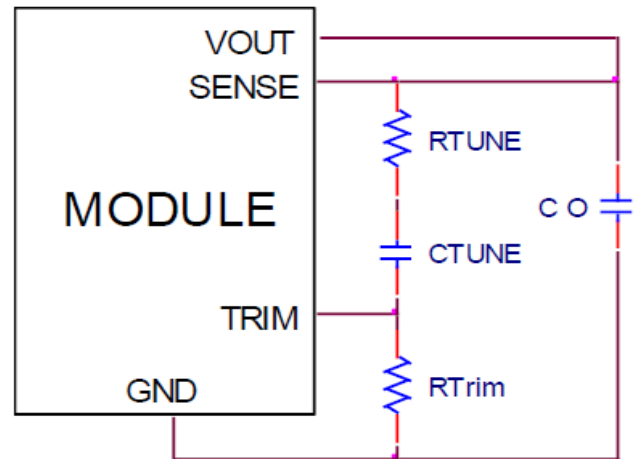 VOUT
SENSE
RTUNE
MODULE
C O
CTUNE
TRIM
GND
RTrim